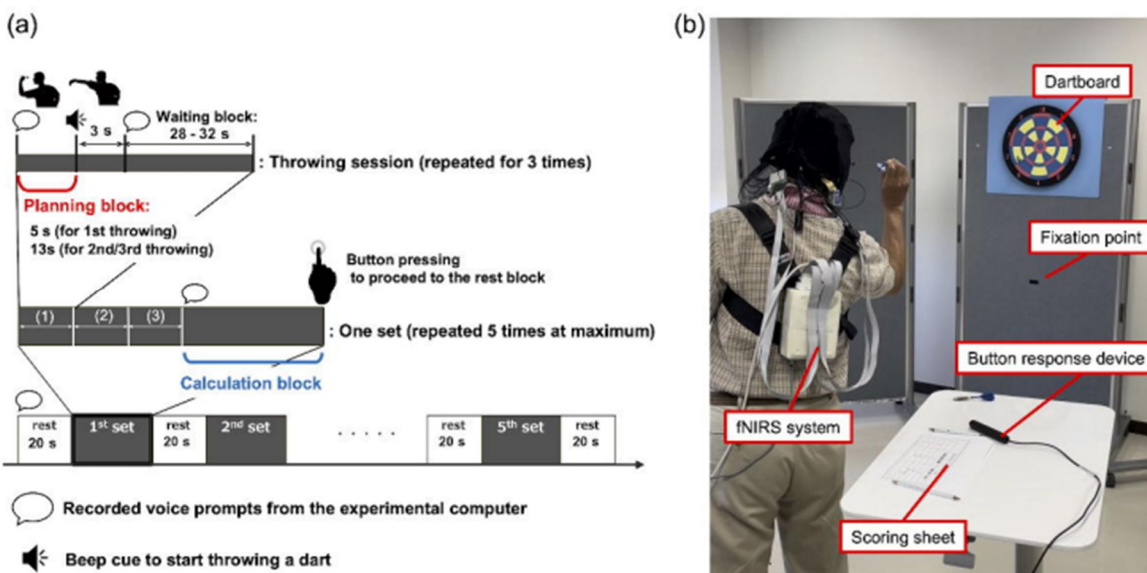 (a)
3 s
Waiting block:
28 - 32 s
: Throwing session (repeated for 3 times)
Planning block:
5 s (for 1st throwing)
13s (for 2nd/3rd throwing)
Button pressing
to proceed to the rest block
(1) (2) (3)
: One set (repeated 5 times at maximum)
Calculation block
rest
20 s
1st set
rest
20 s
2nd set
. . . . .
rest
20 s
5th set
rest
20 s
Recorded voice prompts from the experimental computer
Beep cue to start throwing a dart
(b)
Dartboard
Fixation point
Button response device
fNIRS system
Scoring sheet